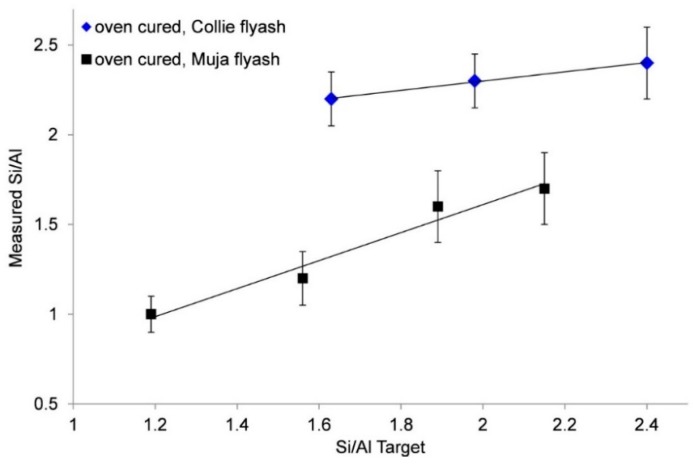 oven cured, Collie flyash
oven cured, Muja flyash
2.5
2
1.5
1
0.5
Measured Si/Al
1 1.2 1.4 1.6 1.8 2 2.2 2.4
Si/Al Target